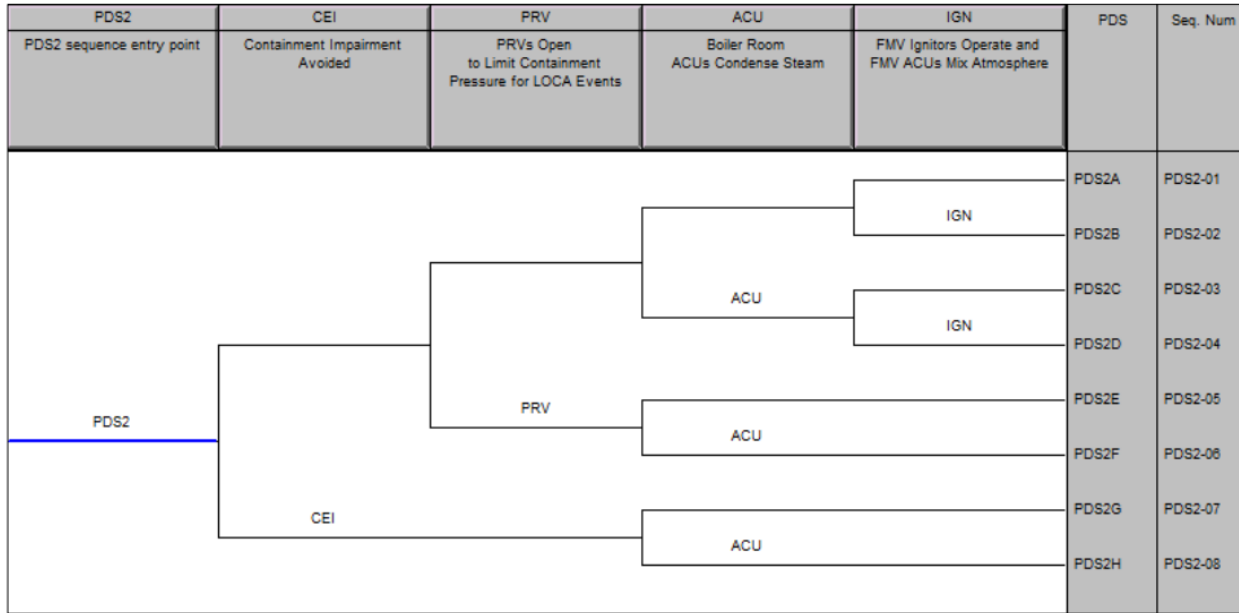 PDS2
CEI
PRV
ACU
IGN
PDS
Seq. Num
PDS2 sequence entry point
Containment Impairment
Avoided
PRVs Open
to Limit Containment
Pressure for LOCA Events
Boiler Room
ACUs Condense Steam
FMV Ignitors Operate and
FMV ACUs Mix Atmosphere
PDS2A PDS2-01
IGN
PDS2B PDS2-02
ACU
PDS2C PDS2-03
IGN
PDS2D PDS2-04
PRV
PDS2E PDS2-05
PDS2
ACU
PDS2F PDS2-06
CEI
PDS2G PDS2-07
ACU
PDS2H PDS2-08